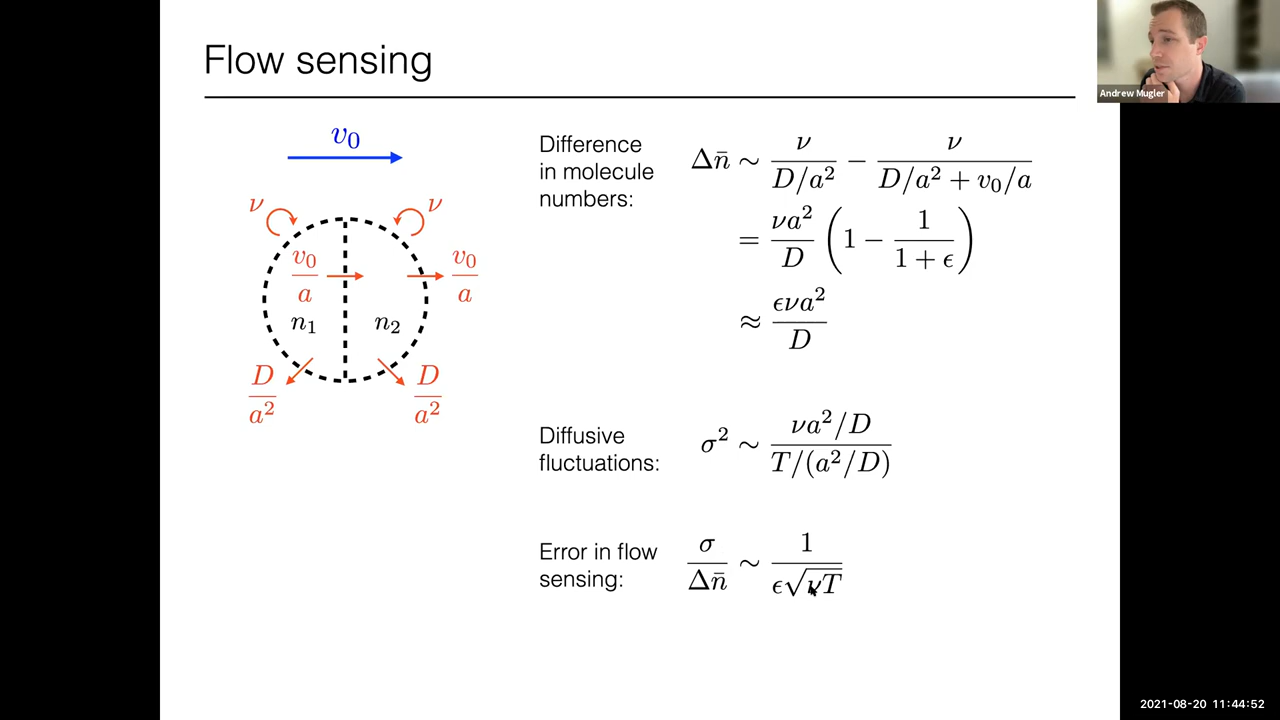 Flow sensing
Andrew Mugler
v₀
ν ν
v₀/a v₀/a
n₁ n₂
D/a² D/a²
Difference
in molecule
numbers:
Δn̄ ~ ν/(D/a²) − ν/(D/a² + v₀/a)
= νa²/D (1 − 1/(1 + ϵ))
≈ ϵνa²/D
Diffusive
fluctuations:
σ² ~ (νa²/D)/(T/(a²/D))
Error in flow
sensing:
σ/Δn̄ ~ 1/(ϵ√νT)
2021-08-20 11:44:52